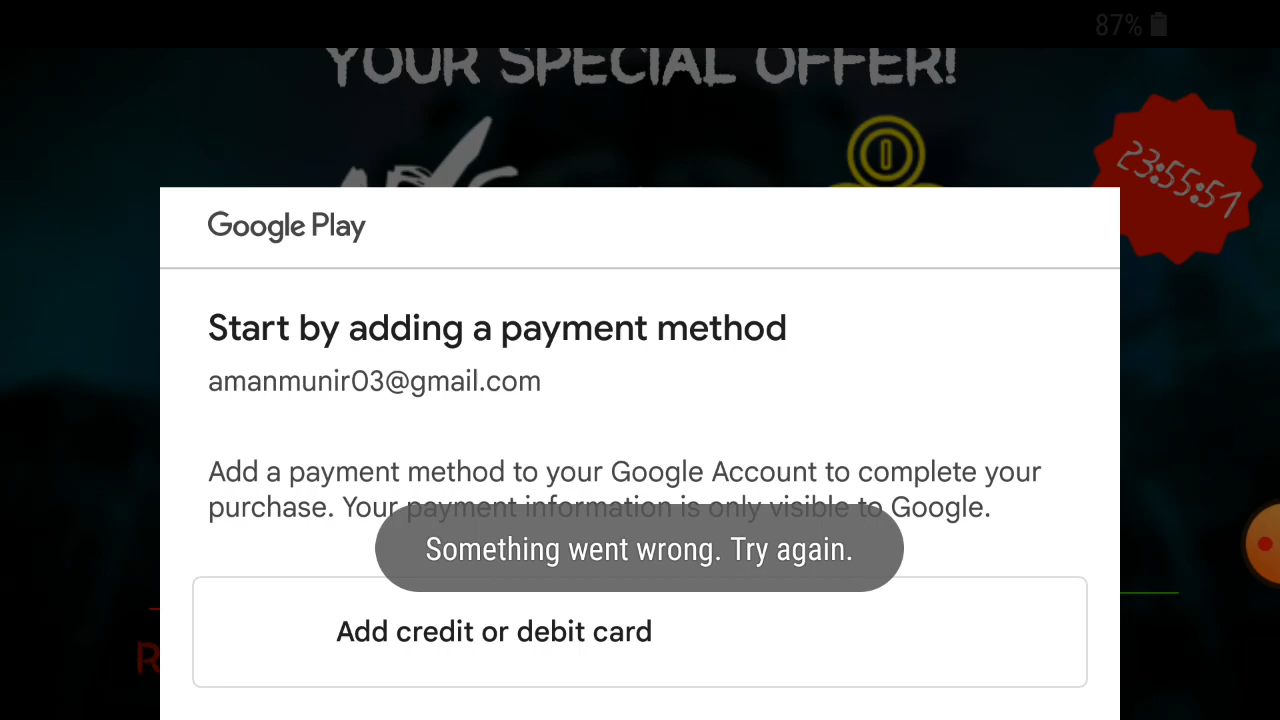 87%
YOUR SPECIAL OFFER!
23:55:51
Google Play
Start by adding a payment method
amanmunir03@gmail.com
Add a payment method to your Google Account to complete your
purchase. Your payment information is only visible to Google.
Something went wrong. Try again.
Add credit or debit card
R